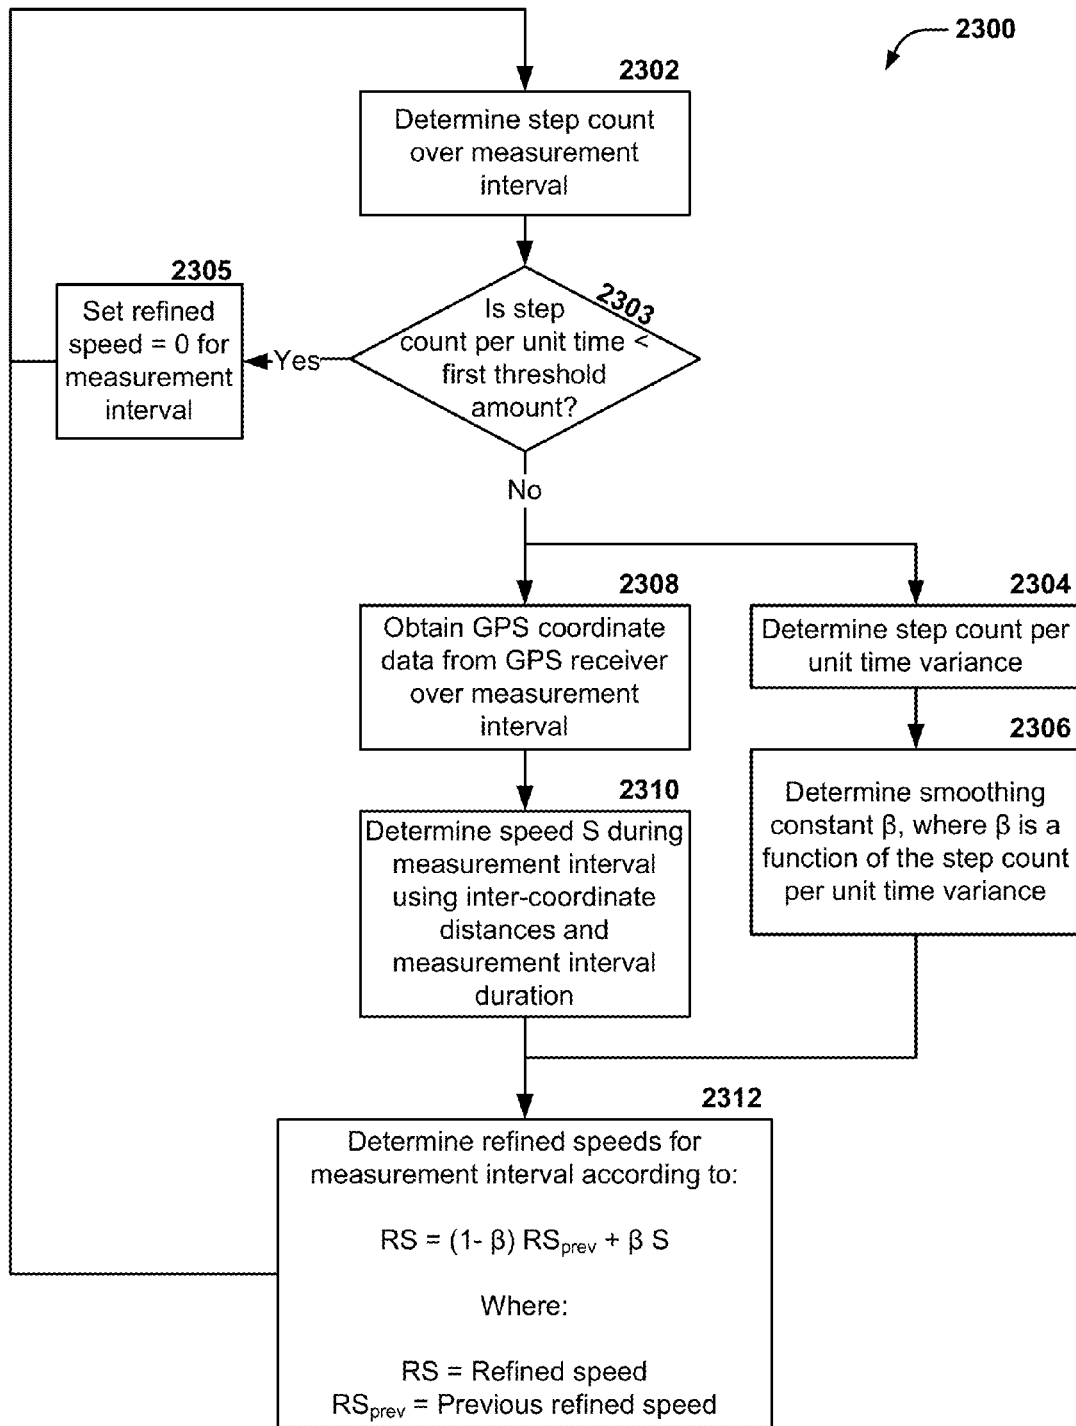 2300
2302
Determine step count
over measurement
interval
2305
Set refined
speed = 0 for
measurement
interval
2303
Is step
count per unit time <
first threshold
amount?
Yes
No
2308
Obtain GPS coordinate
data from GPS receiver
over measurement
interval
2304
Determine step count per
unit time variance
2310
Determine speed S during
measurement interval
using inter-coordinate
distances and
measurement interval
duration
2306
Determine smoothing
constant β, where β is a
function of the step count
per unit time variance
2312
Determine refined speeds for
measurement interval according to:
RS = (1- β) RSprev + β S
Where:
RS = Refined speed
RSprev = Previous refined speed